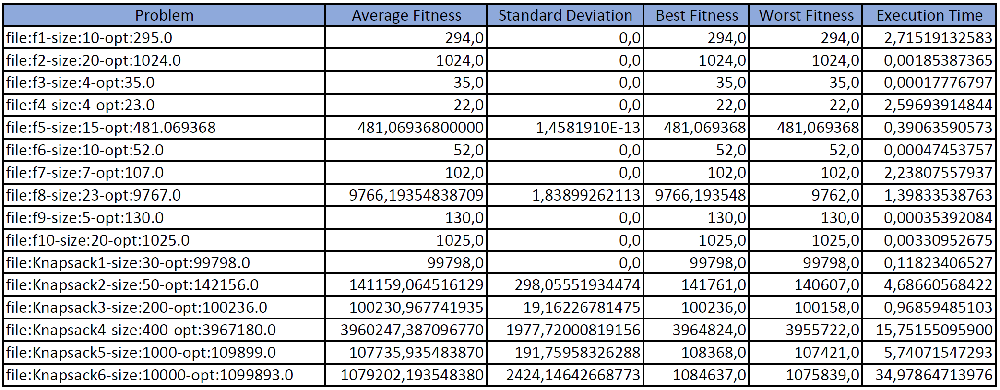 Problem Average Fitness Standard Deviation Best Fitness Worst Fitness Execution Time
file:f1-size:10-opt:295.0 294,0 0,0 294,0 294,0 2,71519132583
file:f2-size:20-opt:1024.0 1024,0 0,0 1024,0 1024,0 0,00185387365
file:f3-size:4-opt:35.0 35,0 0,0 35,0 35,0 0,00017776797
file:f4-size:4-opt:23.0 22,0 0,0 22,0 22,0 2,59693914844
file:f5-size:15-opt:481.069368 481,06936800000 1,4581910E-13 481,069368 481,069368 0,39063590573
file:f6-size:10-opt:52.0 52,0 0,0 52,0 52,0 0,00047453757
file:f7-size:7-opt:107.0 102,0 0,0 102,0 102,0 2,23807557937
file:f8-size:23-opt:9767.0 9766,19354838709 1,83899262113 9766,193548 9762,0 1,39833538763
file:f9-size:5-opt:130.0 130,0 0,0 130,0 130,0 0,00035392084
file:f10-size:20-opt:1025.0 1025,0 0,0 1025,0 1025,0 0,00330952675
file:Knapsack1-size:30-opt:99798.0 99798,0 0,0 99798,0 99798,0 0,11823406527
file:Knapsack2-size:50-opt:142156.0 141159,064516129 298,05551934474 141761,0 140607,0 4,68660568422
file:Knapsack3-size:200-opt:100236.0 100230,967741935 19,16226781475 100236,0 100158,0 0,96859485103
file:Knapsack4-size:400-opt:3967180.0 3960247,387096770 1977,72000819156 3964824,0 3955722,0 15,75155095900
file:Knapsack5-size:1000-opt:109899.0 107735,935483870 191,75958326288 108368,0 107421,0 5,74071547293
file:Knapsack6-size:10000-opt:1099893.0 1079202,193548380 2424,14642668773 1084637,0 1075839,0 34,97864713976